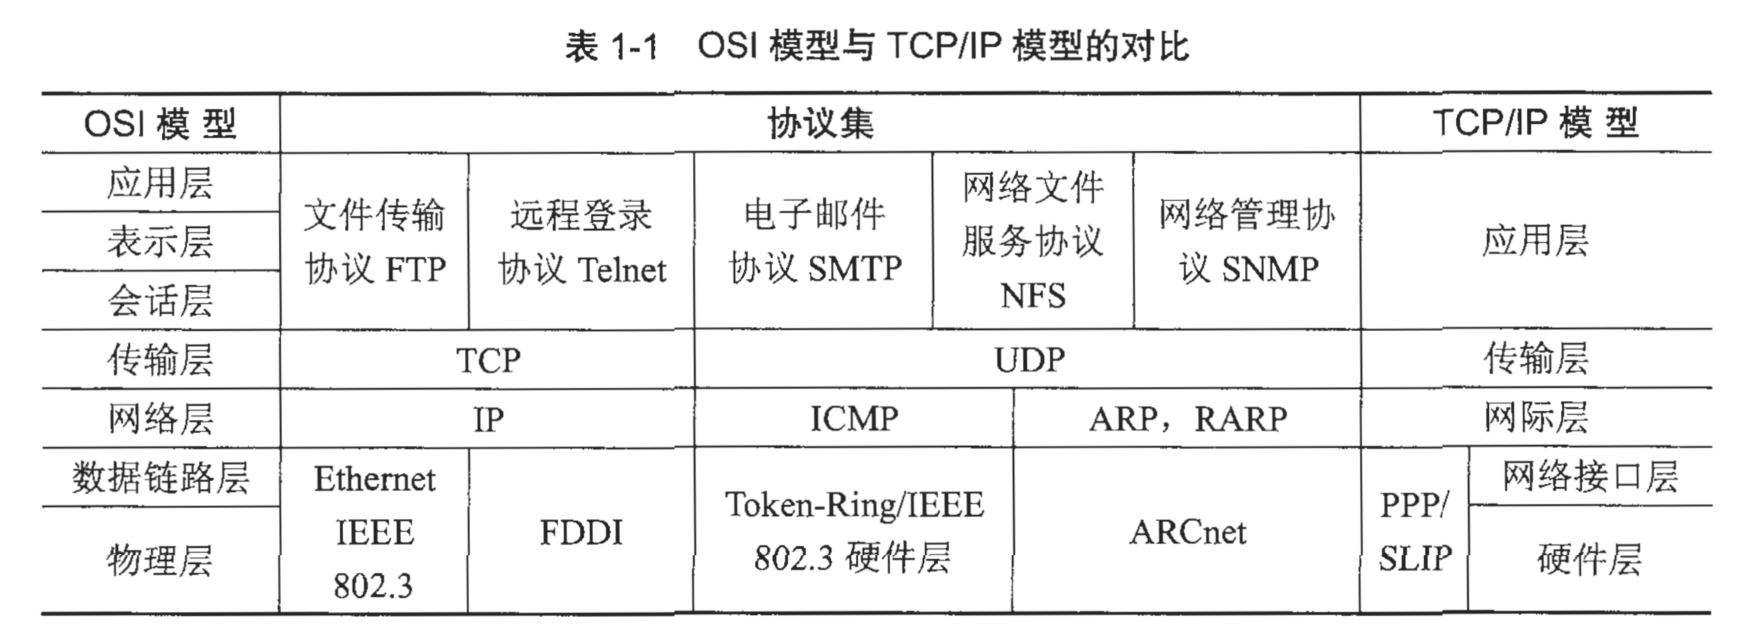 表 1-1 OSI 模型与 TCP/IP 模型的对比
OSI 模 型 协议集 TCP/IP 模 型
应用层
表示层
会话层
文件传输
协议 FTP
远程登录
协议 Telnet
电子邮件
协议 SMTP
网络文件
服务协议
NFS
网络管理协
议 SNMP
应用层
传输层 TCP UDP 传输层
网络层 IP ICMP ARP，RARP 网际层
数据链路层
物理层
Ethernet
IEEE
802.3
FDDI
Token-Ring/IEEE
802.3 硬件层
ARCnet
PPP/
SLIP
网络接口层
硬件层